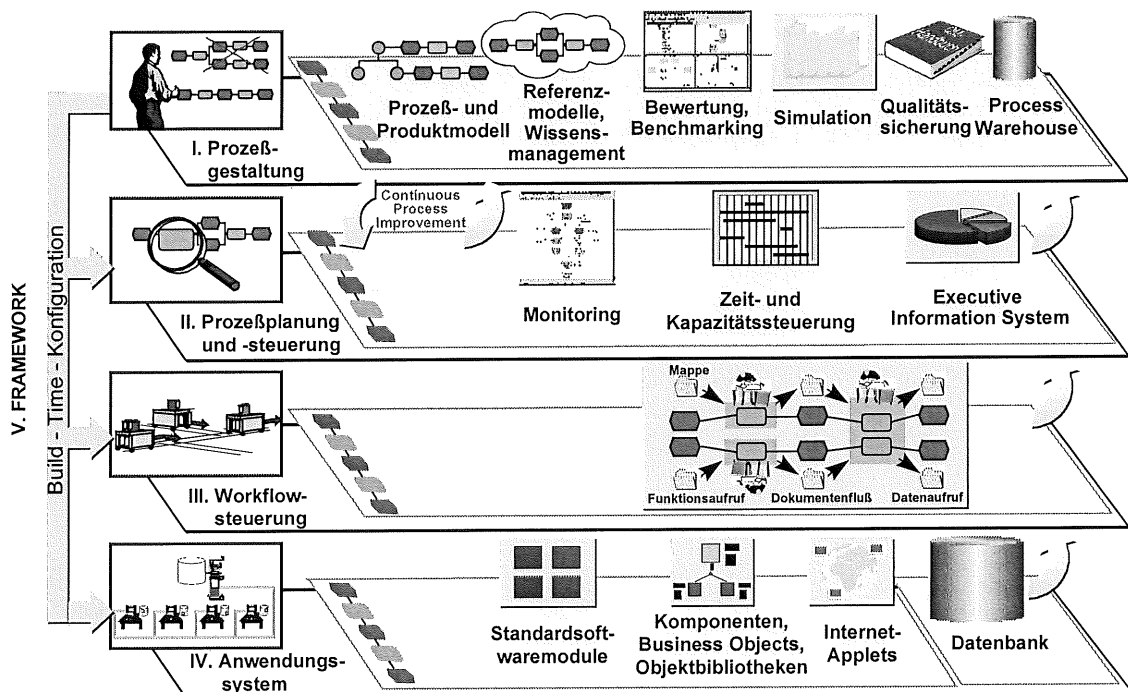 V. FRAMEWORK
Build - Time - Konfiguration
I. Prozeß-
gestaltung
Prozeß- und
Produktmodell
Referenz-
modelle,
Wissens-
management
Bewertung,
Benchmarking
Simulation
Qualitäts-
sicherung
Process
Warehouse
Continuous
Process
Improvement
II. Prozeßplanung
und -steuerung
Monitoring
Zeit- und
Kapazitätssteuerung
Executive
Information System
III. Workflow-
steuerung
Mappe
Funktionsaufruf
Dokumentenfluß
Datenaufruf
IV. Anwendungs-
system
Standardsoft-
waremodule
Komponenten,
Business Objects,
Objektbibliotheken
Internet-
Applets
Datenbank